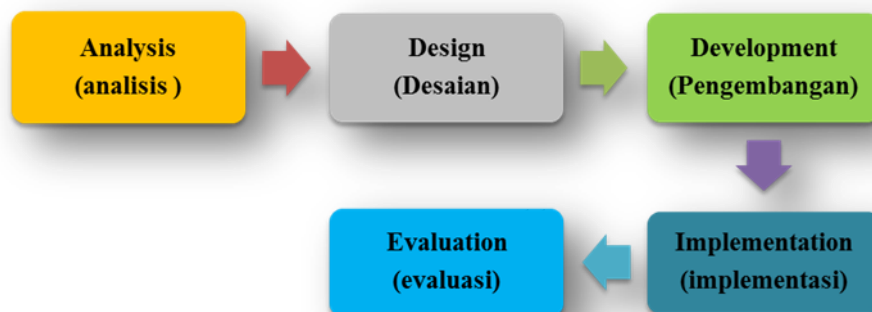 Analysis
(analisis )
Design
(Desaian)
Development
(Pengembangan)
Implementation
(implementasi)
Evaluation
(evaluasi)